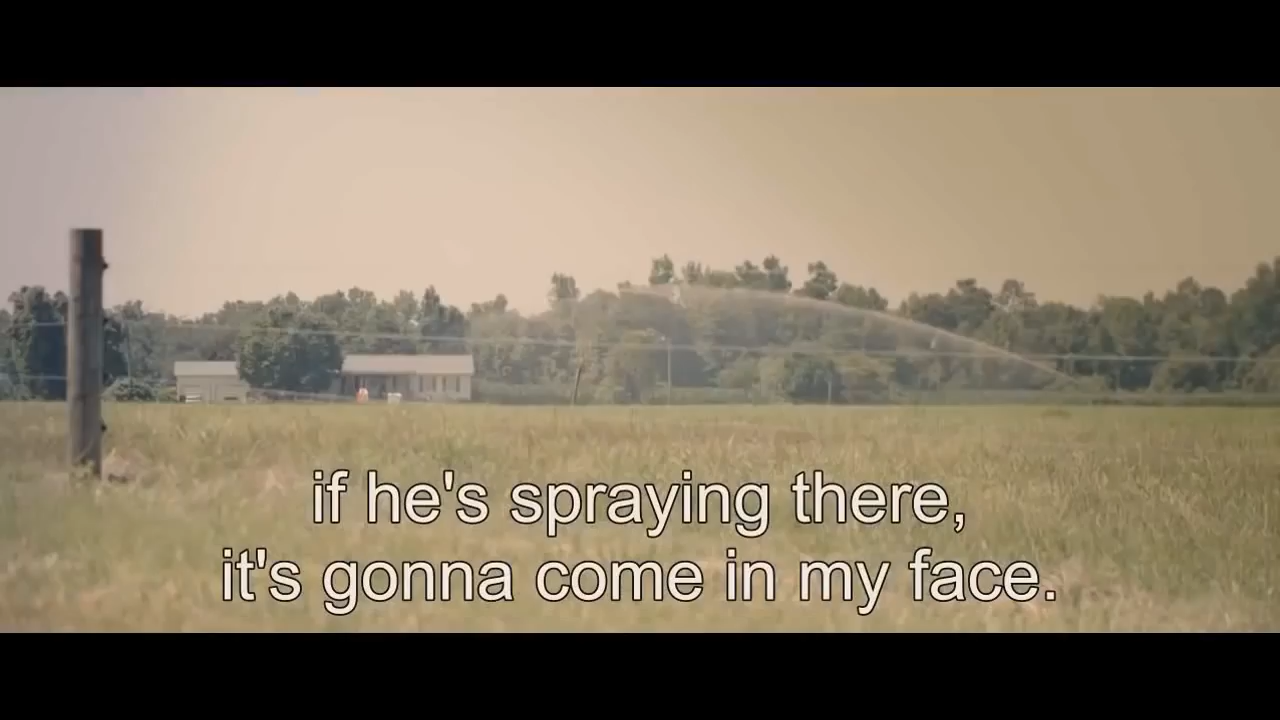 if he's spraying there,
it's gonna come in my face.